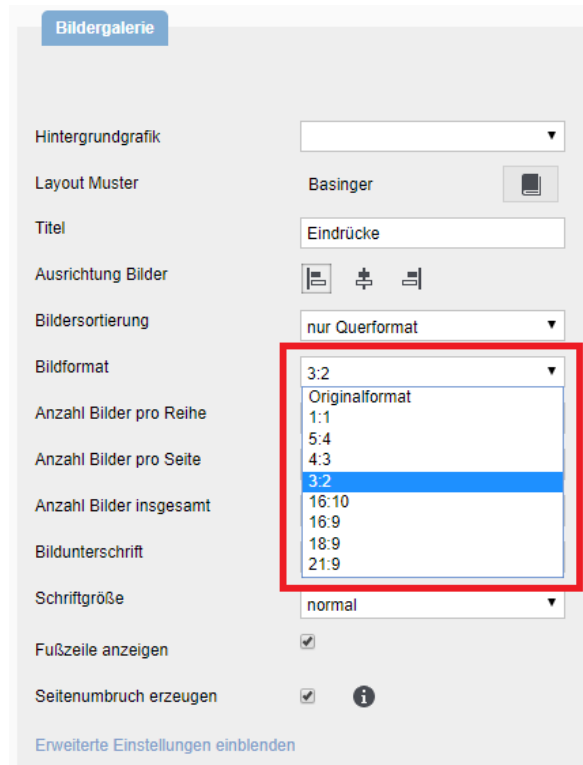 Bildergalerie
Hintergrundgrafik
Layout Muster Basinger
Titel Eindrücke
Ausrichtung Bilder
Bildersortierung nur Querformat
Bildformat 3:2
Originalformat
Anzahl Bilder pro Reihe 1:1
5:4
Anzahl Bilder pro Seite 4:3
3:2
Anzahl Bilder insgesamt 16:10
16:9
Bildunterschrift 18:9
21:9
Schriftgröße normal
Fußzeile anzeigen
Seitenumbruch erzeugen
Erweiterte Einstellungen einblenden